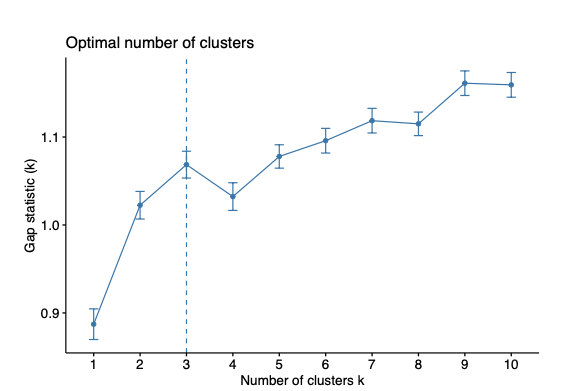 Optimal number of clusters
Gap statistic (k)
1.1
1.0
0.9
1 2 3 4 5 6 7 8 9 10
Number of clusters k